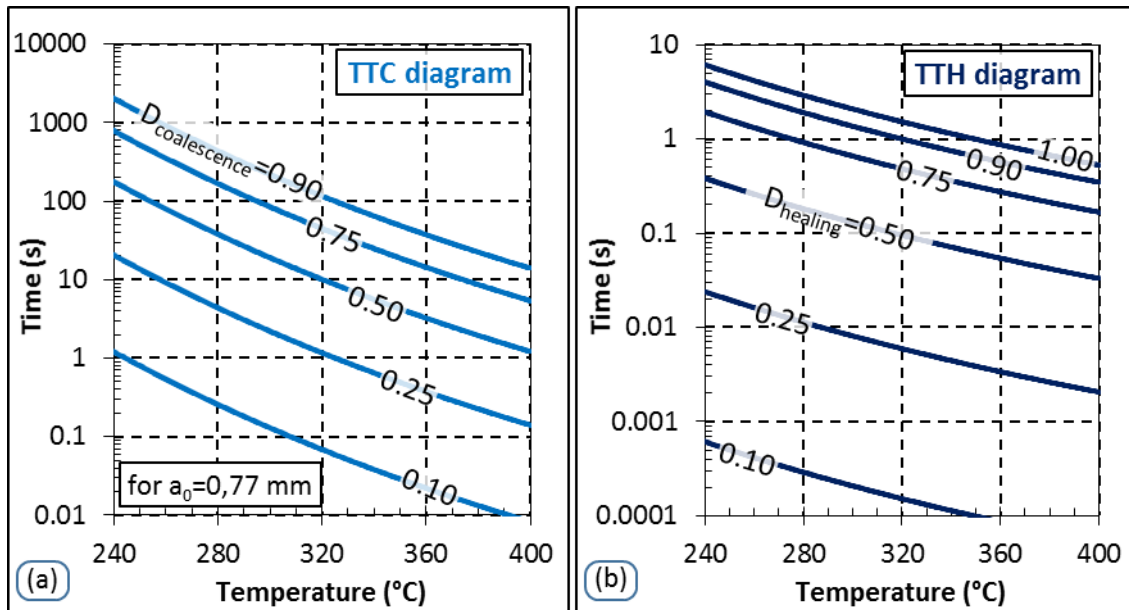 TTC diagram
10000
1000
100
10
1
0.1
0.01
Time (s)
D coalescence =0.90
0.75
0.50
0.25
0.10
for a0=0,77 mm
240
280
320
360
400
Temperature (°C)
(a)
TTH diagram
10
1
0.1
0.01
0.001
0.0001
Time (s)
1.00
0.90
0.75
D healing =0.50
0.25
0.10
240
280
320
360
400
Temperature (°C)
(b)